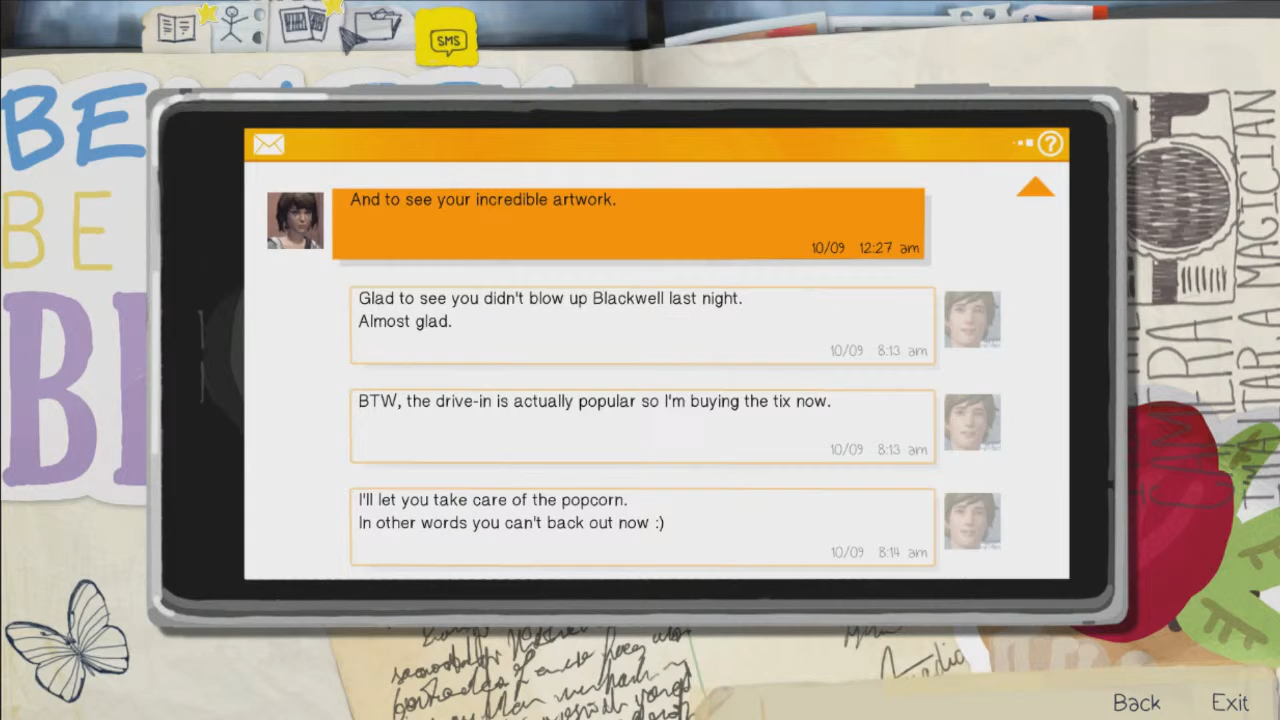 SMS
BE
BE
?
And to see your incredible artwork.
10/09 12:27 am
Glad to see you didn't blow up Blackwell last night.
Almost glad.
10/09 8:13 am
BTW, the drive-in is actually popular so I'm buying the tix now.
10/09 8:13 am
I'll let you take care of the popcorn.
In other words you can't back out now :)
10/09 8:14 am
MAGICIAN
Back Exit